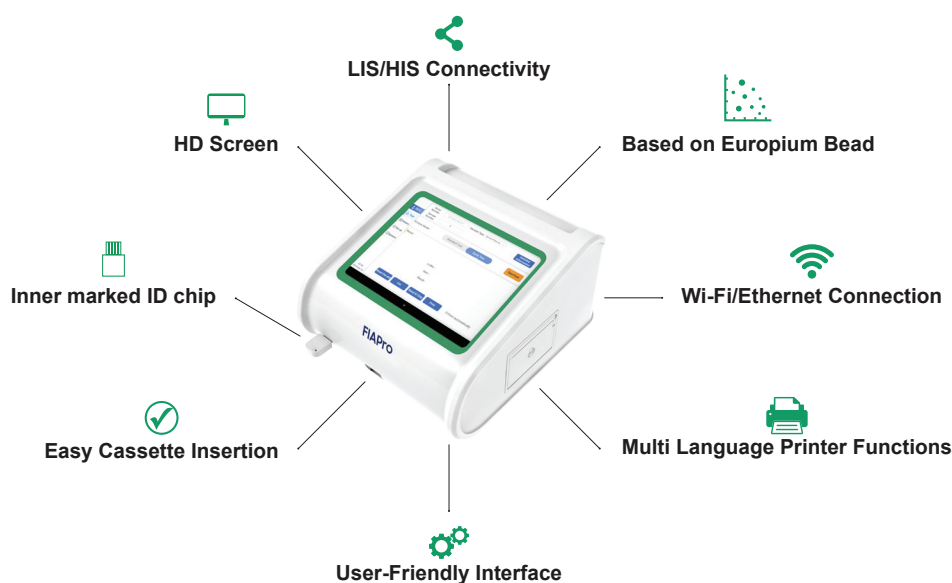 LIS/HIS Connectivity
HD Screen
Based on Europium Bead
Inner marked ID chip
Wi-Fi/Ethernet Connection
FIAPro
Easy Cassette Insertion
Multi Language Printer Functions
User-Friendly Interface